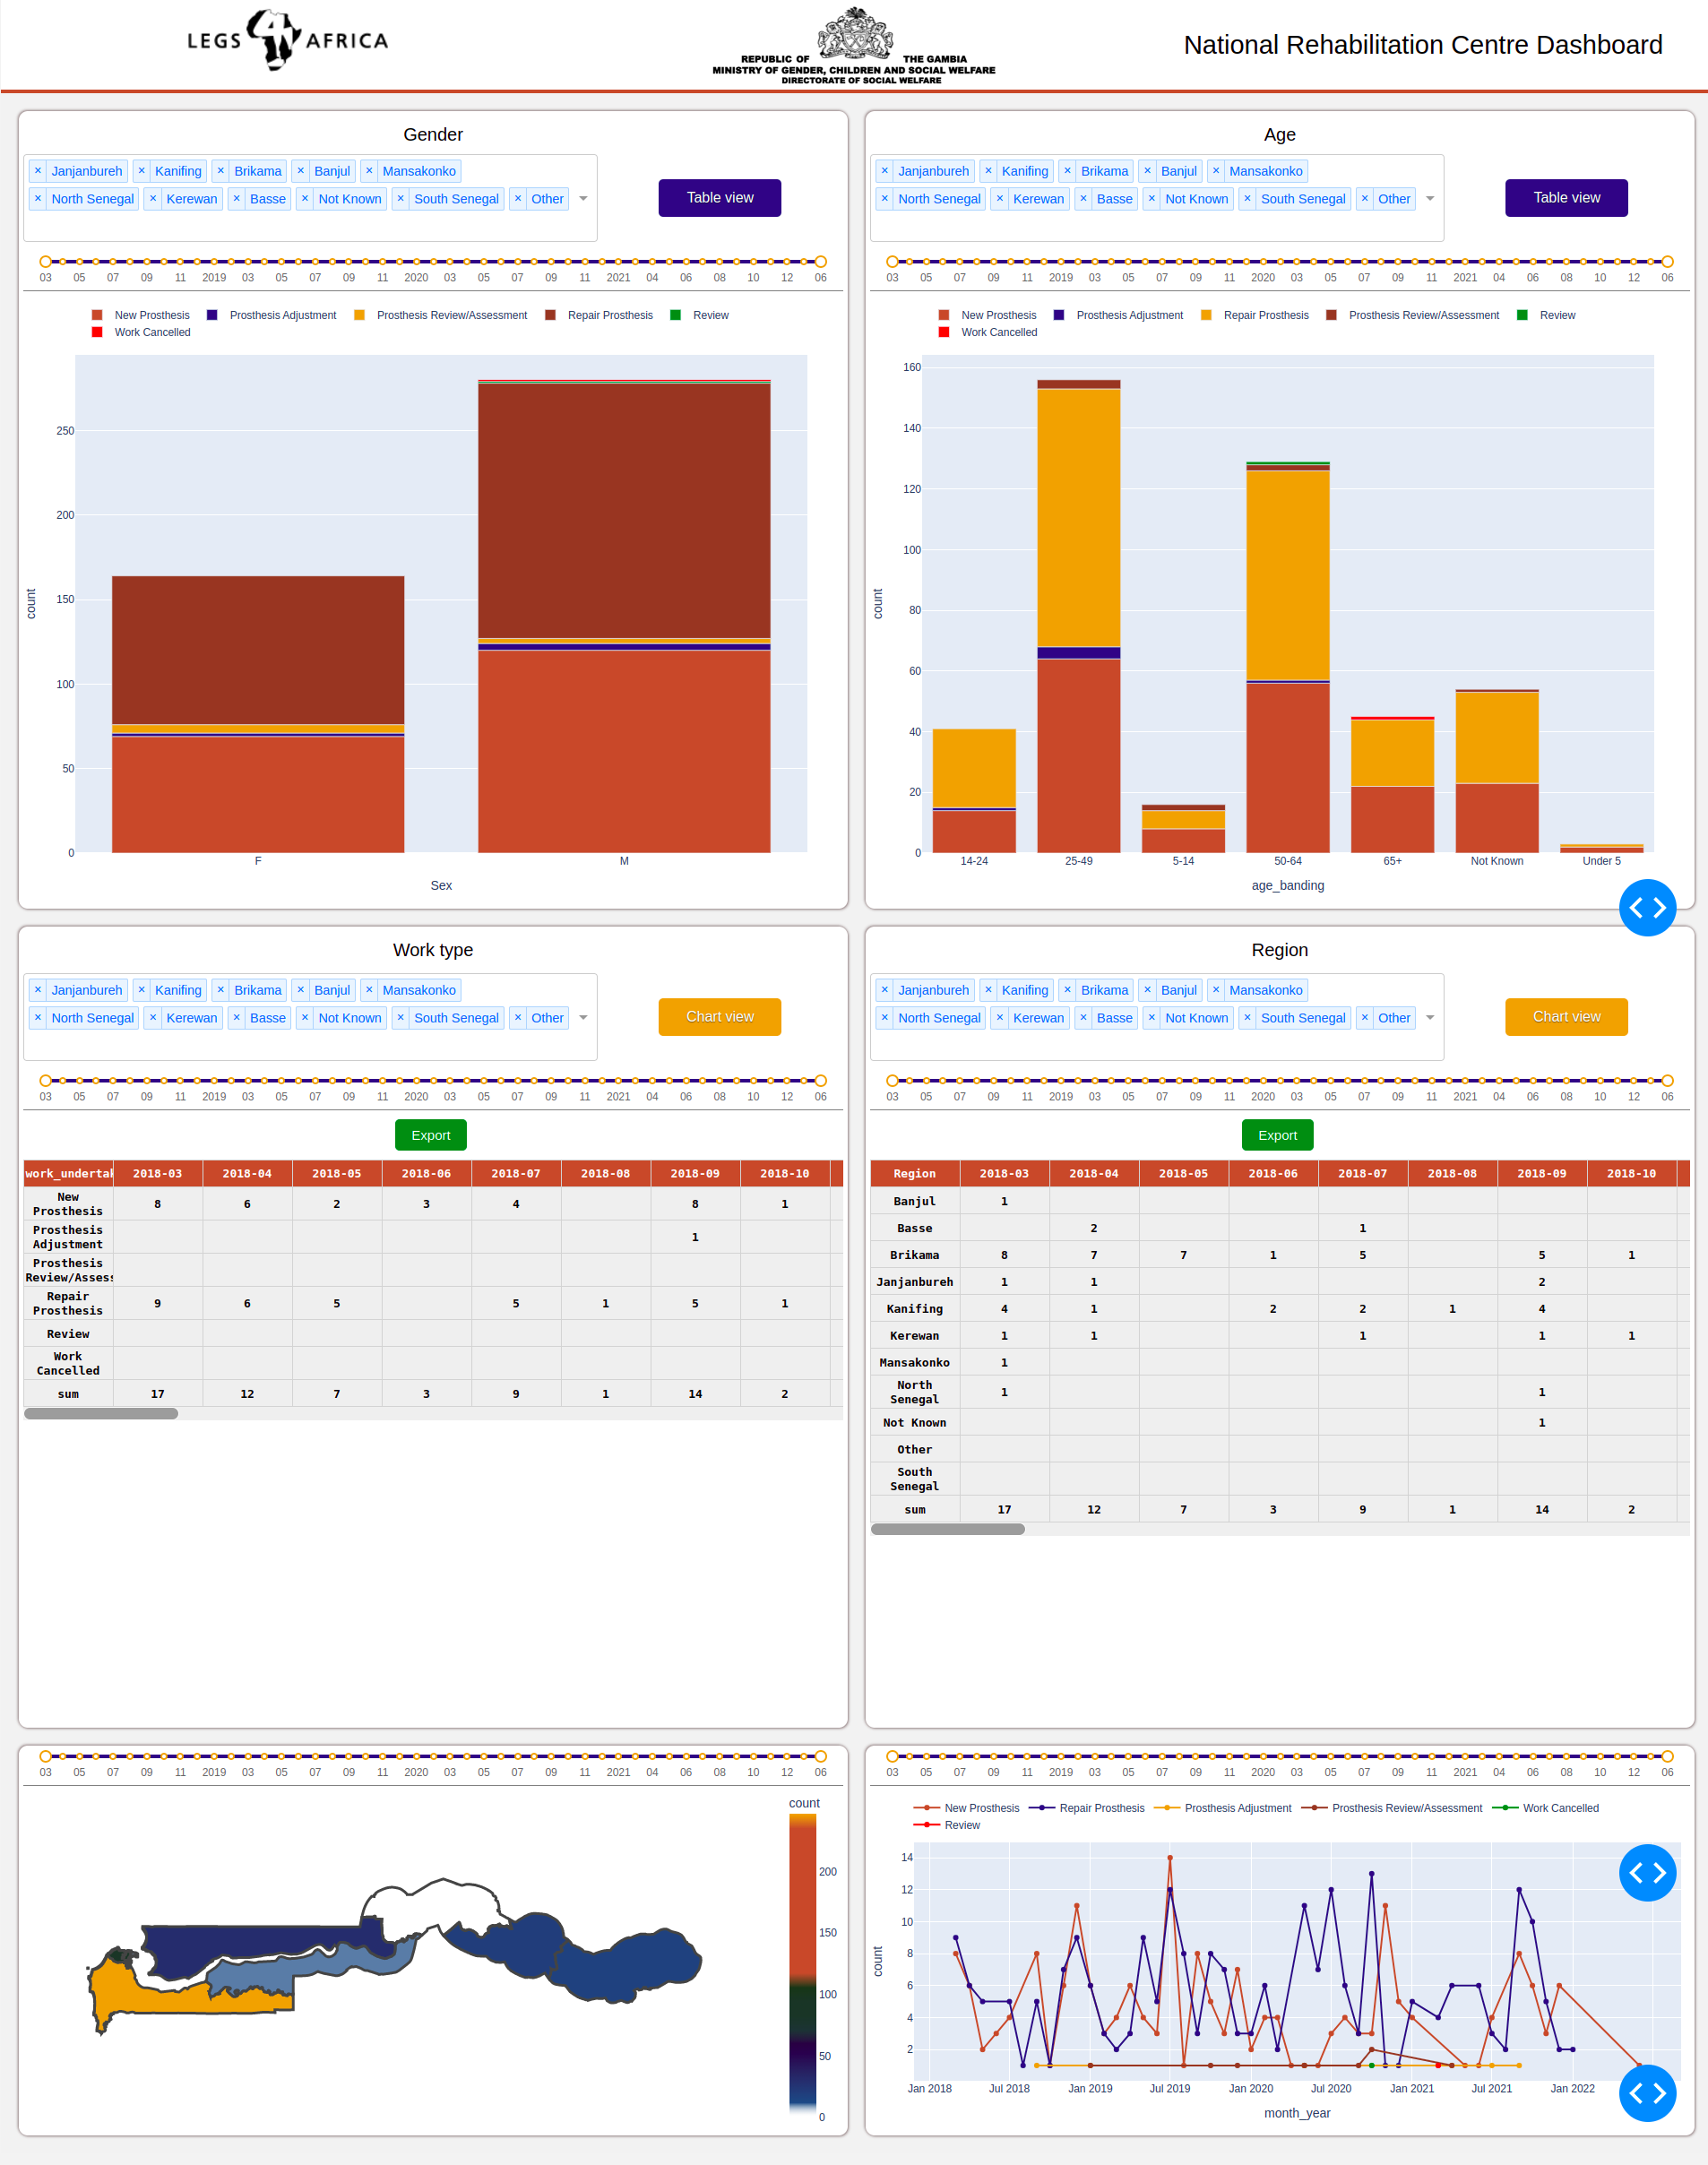 LEGS 4 AFRICA
REPUBLIC OF THE GAMBIA
MINISTRY OF GENDER, CHILDREN AND SOCIAL WELFARE
DIRECTORATE OF SOCIAL WELFARE
National Rehabilitation Centre Dashboard
Gender
× Janjanbureh × Kanifing × Brikama × Banjul × Mansakonko
× North Senegal × Kerewan × Basse × Not Known × South Senegal × Other
Table view
03 05 07 09 11 2019 03 05 07 09 11 2020 03 05 07 09 11 2021 04 06 08 10 12 06
New Prosthesis Prosthesis Adjustment Prosthesis Review/Assessment Repair Prosthesis Review
Work Cancelled
250
200
150
100
50
0
count
F M
Sex
Age
× Janjanbureh × Kanifing × Brikama × Banjul × Mansakonko
× North Senegal × Kerewan × Basse × Not Known × South Senegal × Other
Table view
03 05 07 09 11 2019 03 05 07 09 11 2020 03 05 07 09 11 2021 04 06 08 10 12 06
New Prosthesis Prosthesis Adjustment Repair Prosthesis Prosthesis Review/Assessment Review
Work Cancelled
160
140
120
100
80
60
40
20
0
count
14-24 25-49 5-14 50-64 65+ Not Known Under 5
age_banding
Work type
× Janjanbureh × Kanifing × Brikama × Banjul × Mansakonko
× North Senegal × Kerewan × Basse × Not Known × South Senegal × Other
Chart view
03 05 07 09 11 2019 03 05 07 09 11 2020 03 05 07 09 11 2021 04 06 08 10 12 06
Export
work_undertak 2018-03 2018-04 2018-05 2018-06 2018-07 2018-08 2018-09 2018-10
New
Prosthesis 8 6 2 3 4 8 1
Prosthesis
Adjustment 1
Prosthesis
Review/Assess
Repair
Prosthesis 9 6 5 5 1 5 1
Review
Work
Cancelled
sum 17 12 7 3 9 1 14 2
Region
× Janjanbureh × Kanifing × Brikama × Banjul × Mansakonko
× North Senegal × Kerewan × Basse × Not Known × South Senegal × Other
Chart view
03 05 07 09 11 2019 03 05 07 09 11 2020 03 05 07 09 11 2021 04 06 08 10 12 06
Export
Region 2018-03 2018-04 2018-05 2018-06 2018-07 2018-08 2018-09 2018-10
Banjul 1
Basse 2 1
Brikama 8 7 7 1 5 5 1
Janjanbureh 1 1 2
Kanifing 4 1 2 2 1 4
Kerewan 1 1 1 1 1
Mansakonko 1
North
Senegal 1 1
Not Known 1
Other
South
Senegal
sum 17 12 7 3 9 1 14 2
03 05 07 09 11 2019 03 05 07 09 11 2020 03 05 07 09 11 2021 04 06 08 10 12 06
count
200
150
100
50
0
03 05 07 09 11 2019 03 05 07 09 11 2020 03 05 07 09 11 2021 04 06 08 10 12 06
New Prosthesis Repair Prosthesis Prosthesis Adjustment Prosthesis Review/Assessment Work Cancelled
Review
14
12
10
8
6
4
2
count
Jan 2018 Jul 2018 Jan 2019 Jul 2019 Jan 2020 Jul 2020 Jan 2021 Jul 2021 Jan 2022
month_year